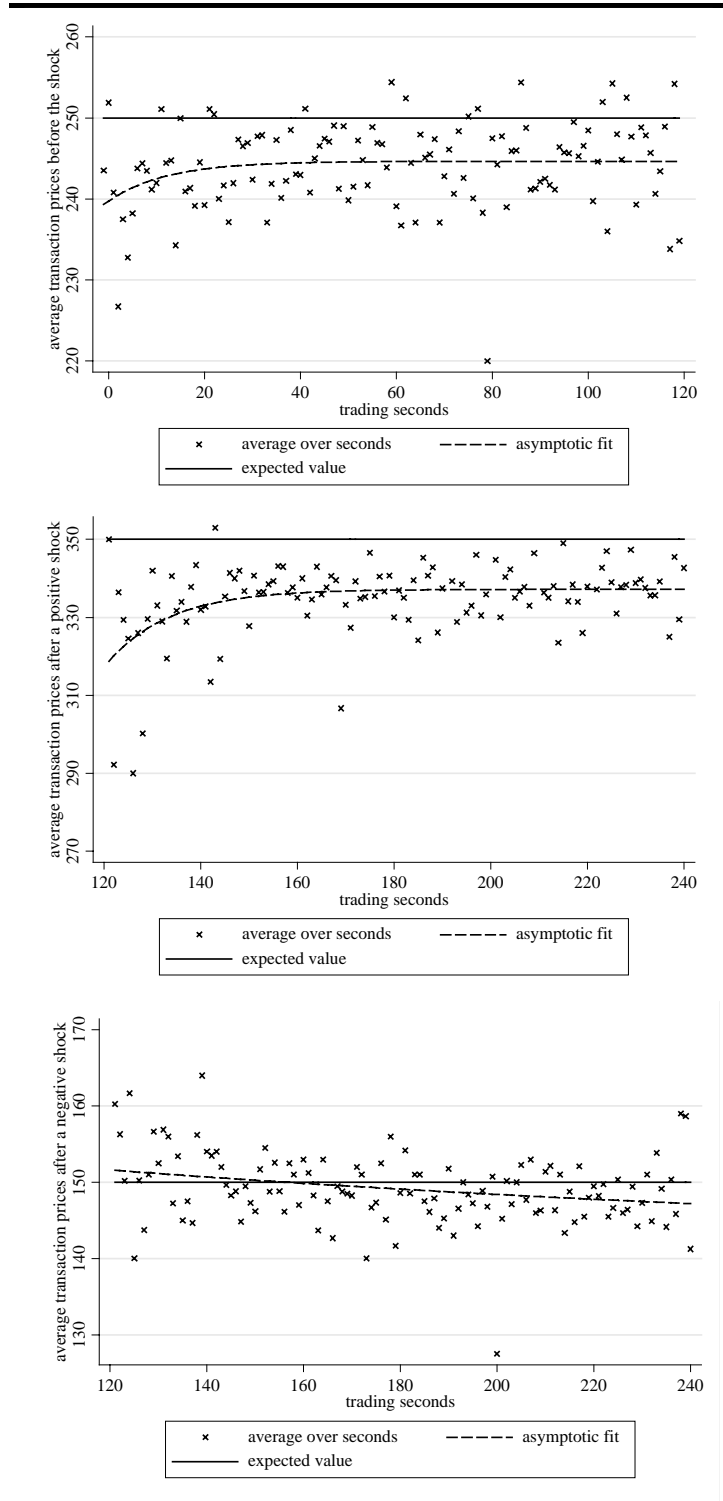 average transaction prices before the shock
260
250
240
230
220
0 20 40 60 80 100 120
trading seconds
average over seconds asymptotic fit
expected value
average transaction prices after a positive shock
350
330
310
290
270
120 140 160 180 200 220 240
trading seconds
average over seconds asymptotic fit
expected value
average transaction prices after a negative shock
170
160
150
140
130
120 140 160 180 200 220 240
trading seconds
average over seconds asymptotic fit
expected value